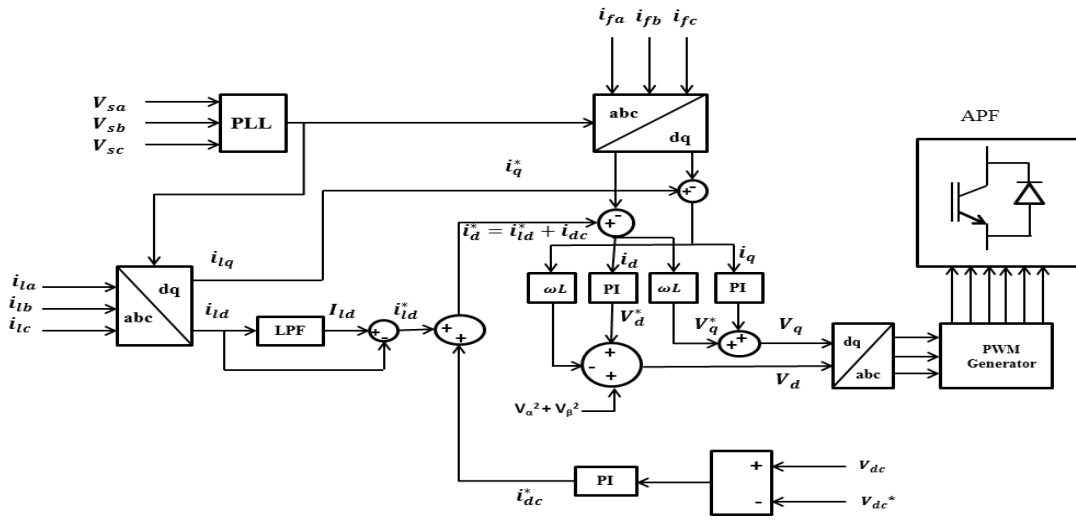 i_fa i_fb i_fc
V_sa
V_sb
V_sc
PLL
abc
dq
APF
i_q^*
+ -
+ -
i_d^* = i_ld^* + i_dc
i_la
i_lb
i_lc
dq
abc
i_lq
i_ld
LPF
I_ld
+ -
i_ld^*
+
+
i_d
i_q
ωL
PI
ωL
PI
V_d^*
V_q^*
+ +
V_q
- +
+
V_d
V_α² + V_β²
dq
abc
PWM
Generator
i_dc^*
PI
+
-
V_dc
V_dc*